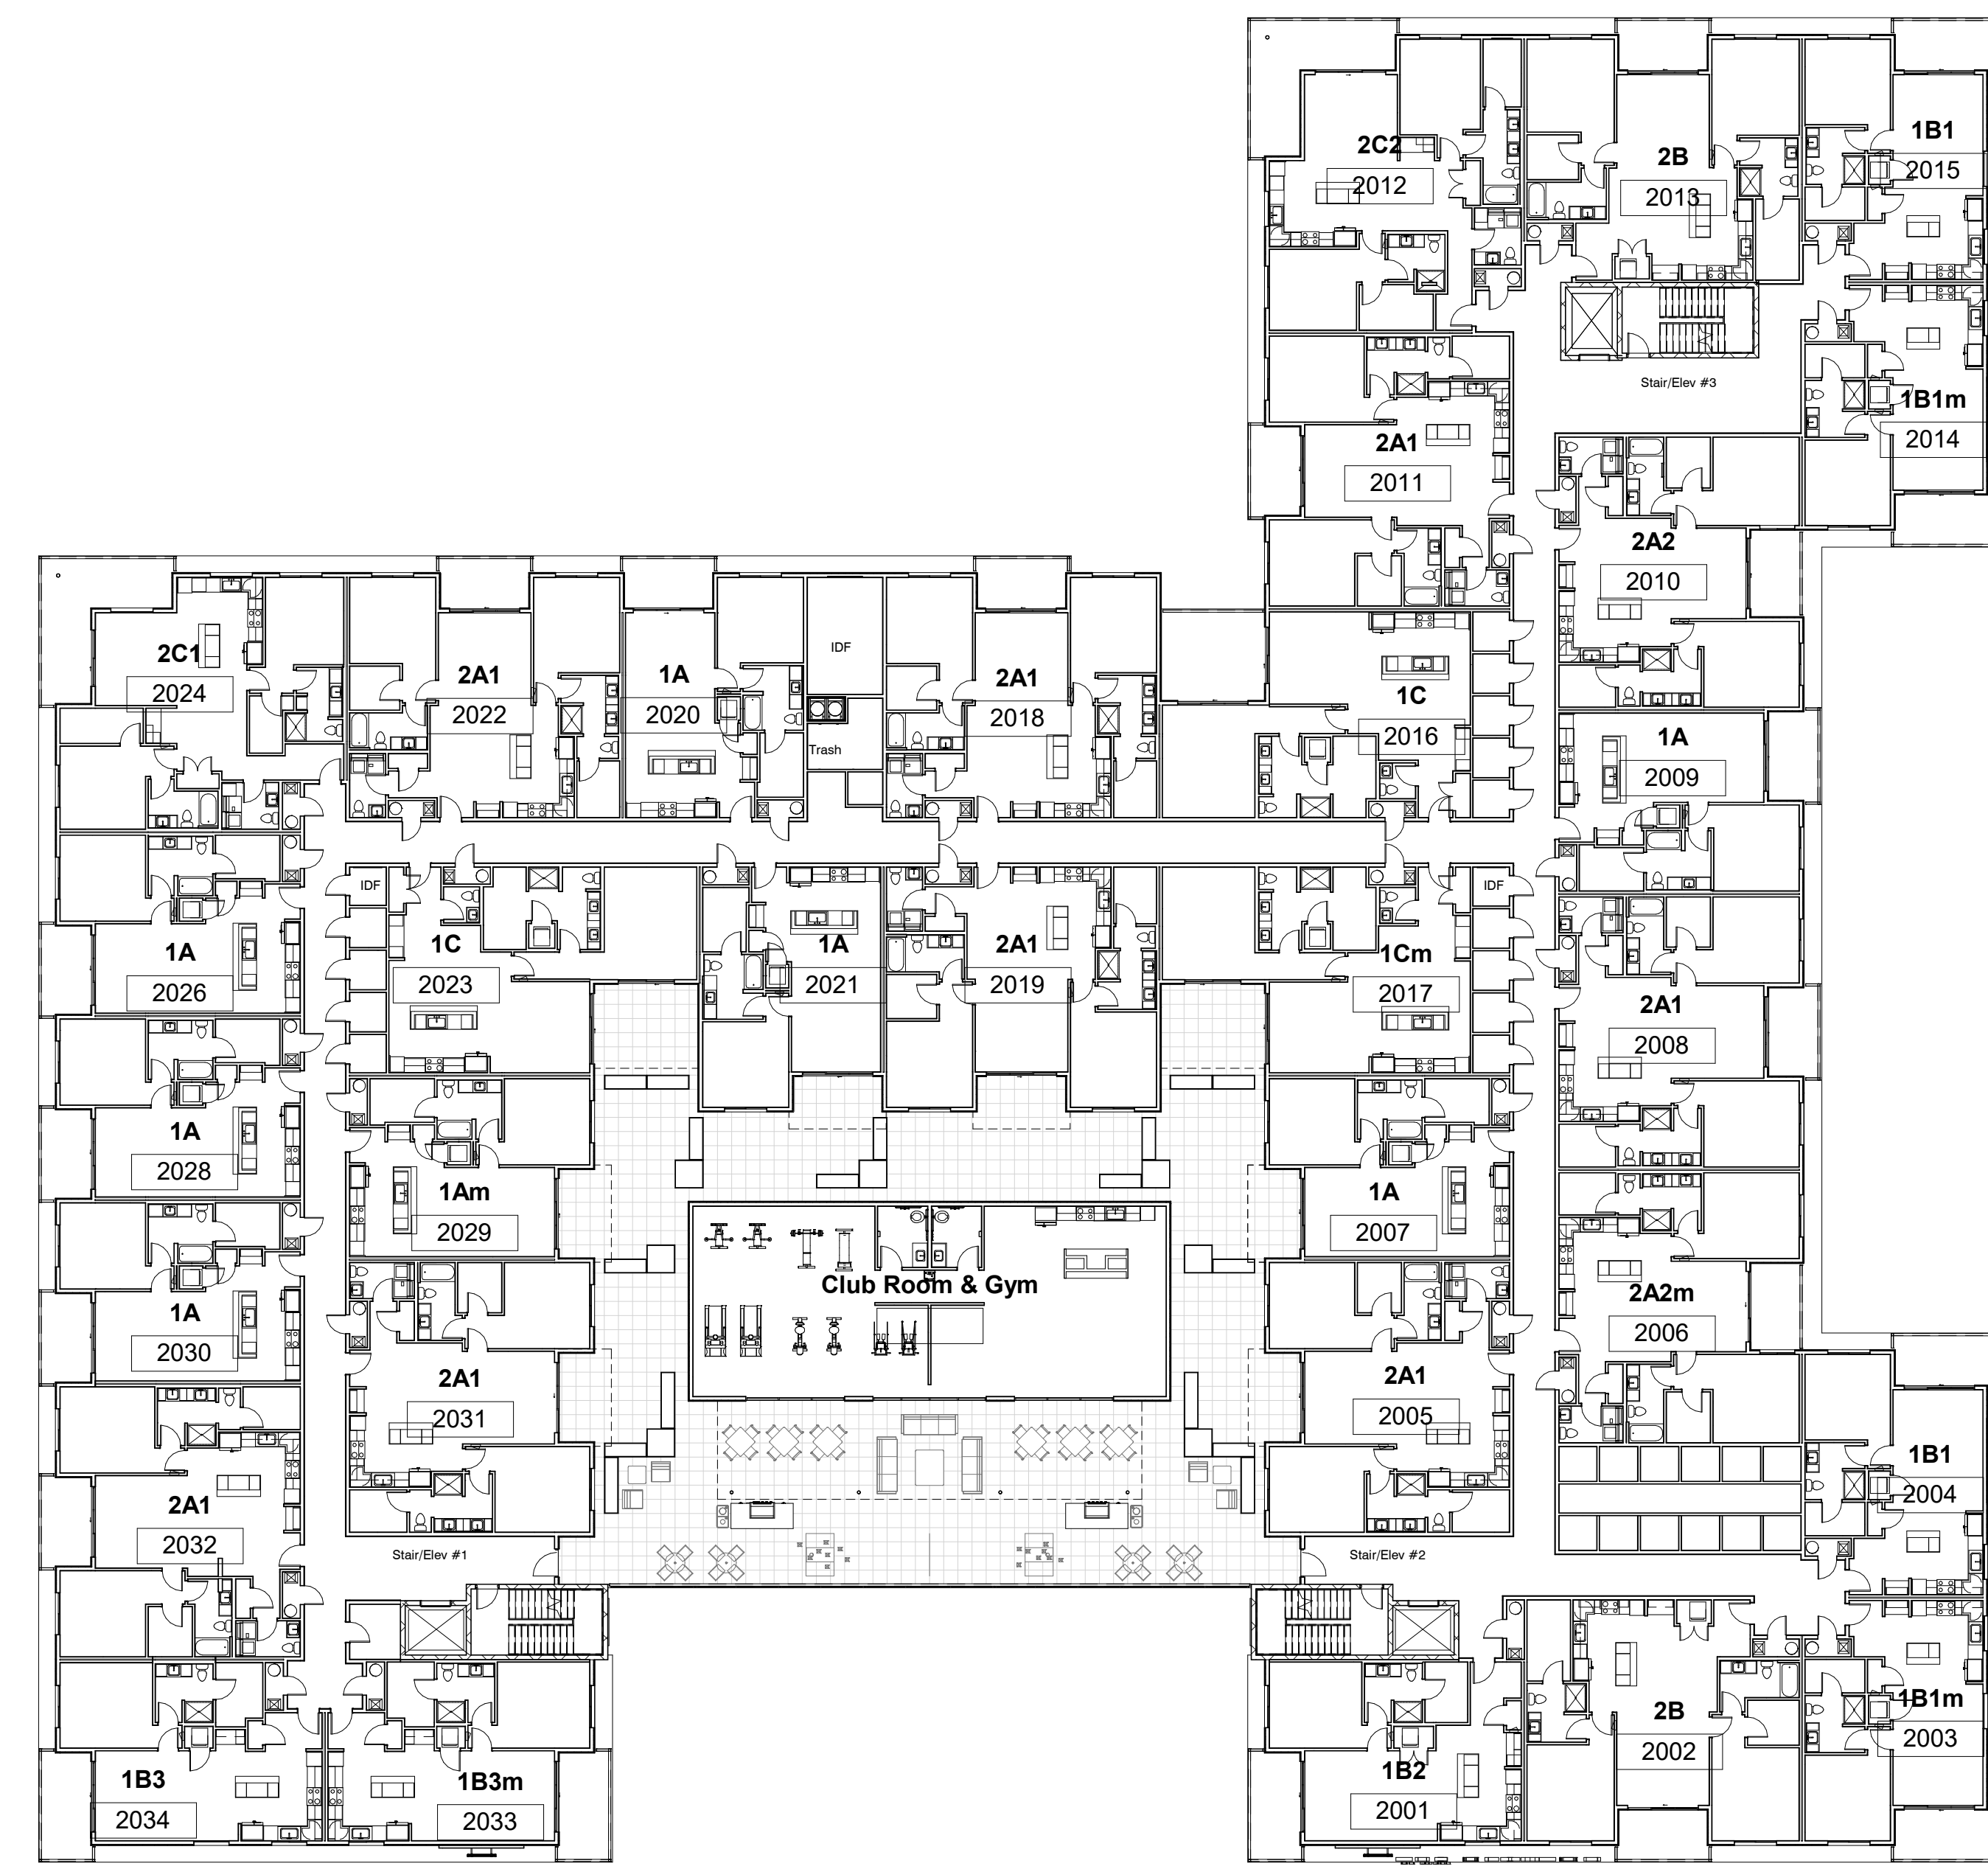 1B1
2C2
2B
2015
2012
2013
Stair/Elev #3
1B1m
2014
2A1
2011
2A2
2010
IDF
2C1
2024
2A1
2022
1A
2020
2A1
2018
1C
2016
Trash
1A
2009
IDF
IDF
1A
2026
1C
2023
1A
2021
2A1
2019
1Cm
2017
2A1
2008
1A
2028
1Am
2029
1A
2007
Club Room & Gym
1A
2030
2A2m
2006
2A1
2031
2A1
2005
1B1
2004
2A1
2032
Stair/Elev #1
Stair/Elev #2
1B3
2034
1B3m
2033
1B2
2001
2B
2002
1B1m
2003